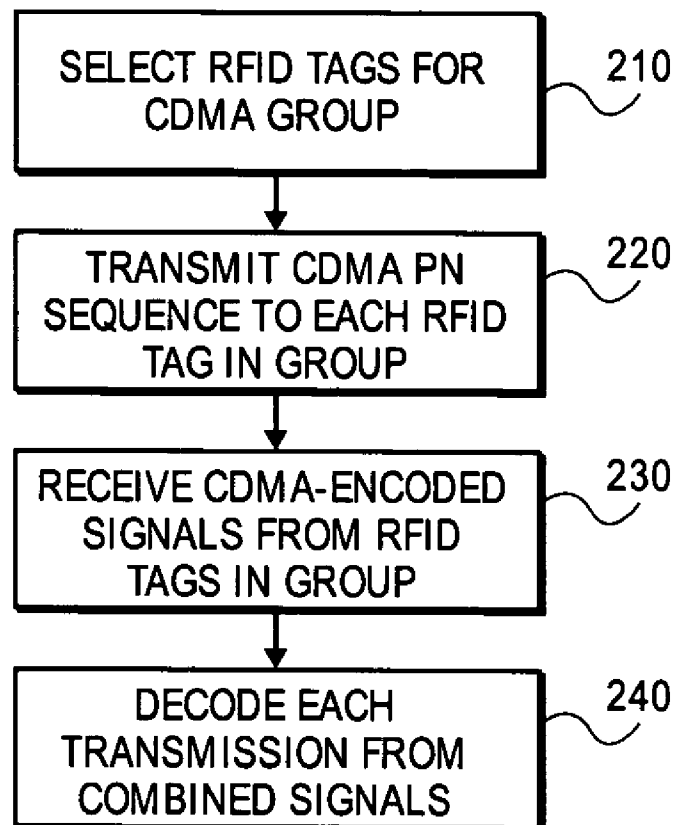 SELECT RFID TAGS FOR
CDMA GROUP
210
TRANSMIT CDMA PN
SEQUENCE TO EACH RFID
TAG IN GROUP
220
RECEIVE CDMA-ENCODED
SIGNALS FROM RFID
TAGS IN GROUP
230
DECODE EACH
TRANSMISSION FROM
COMBINED SIGNALS
240